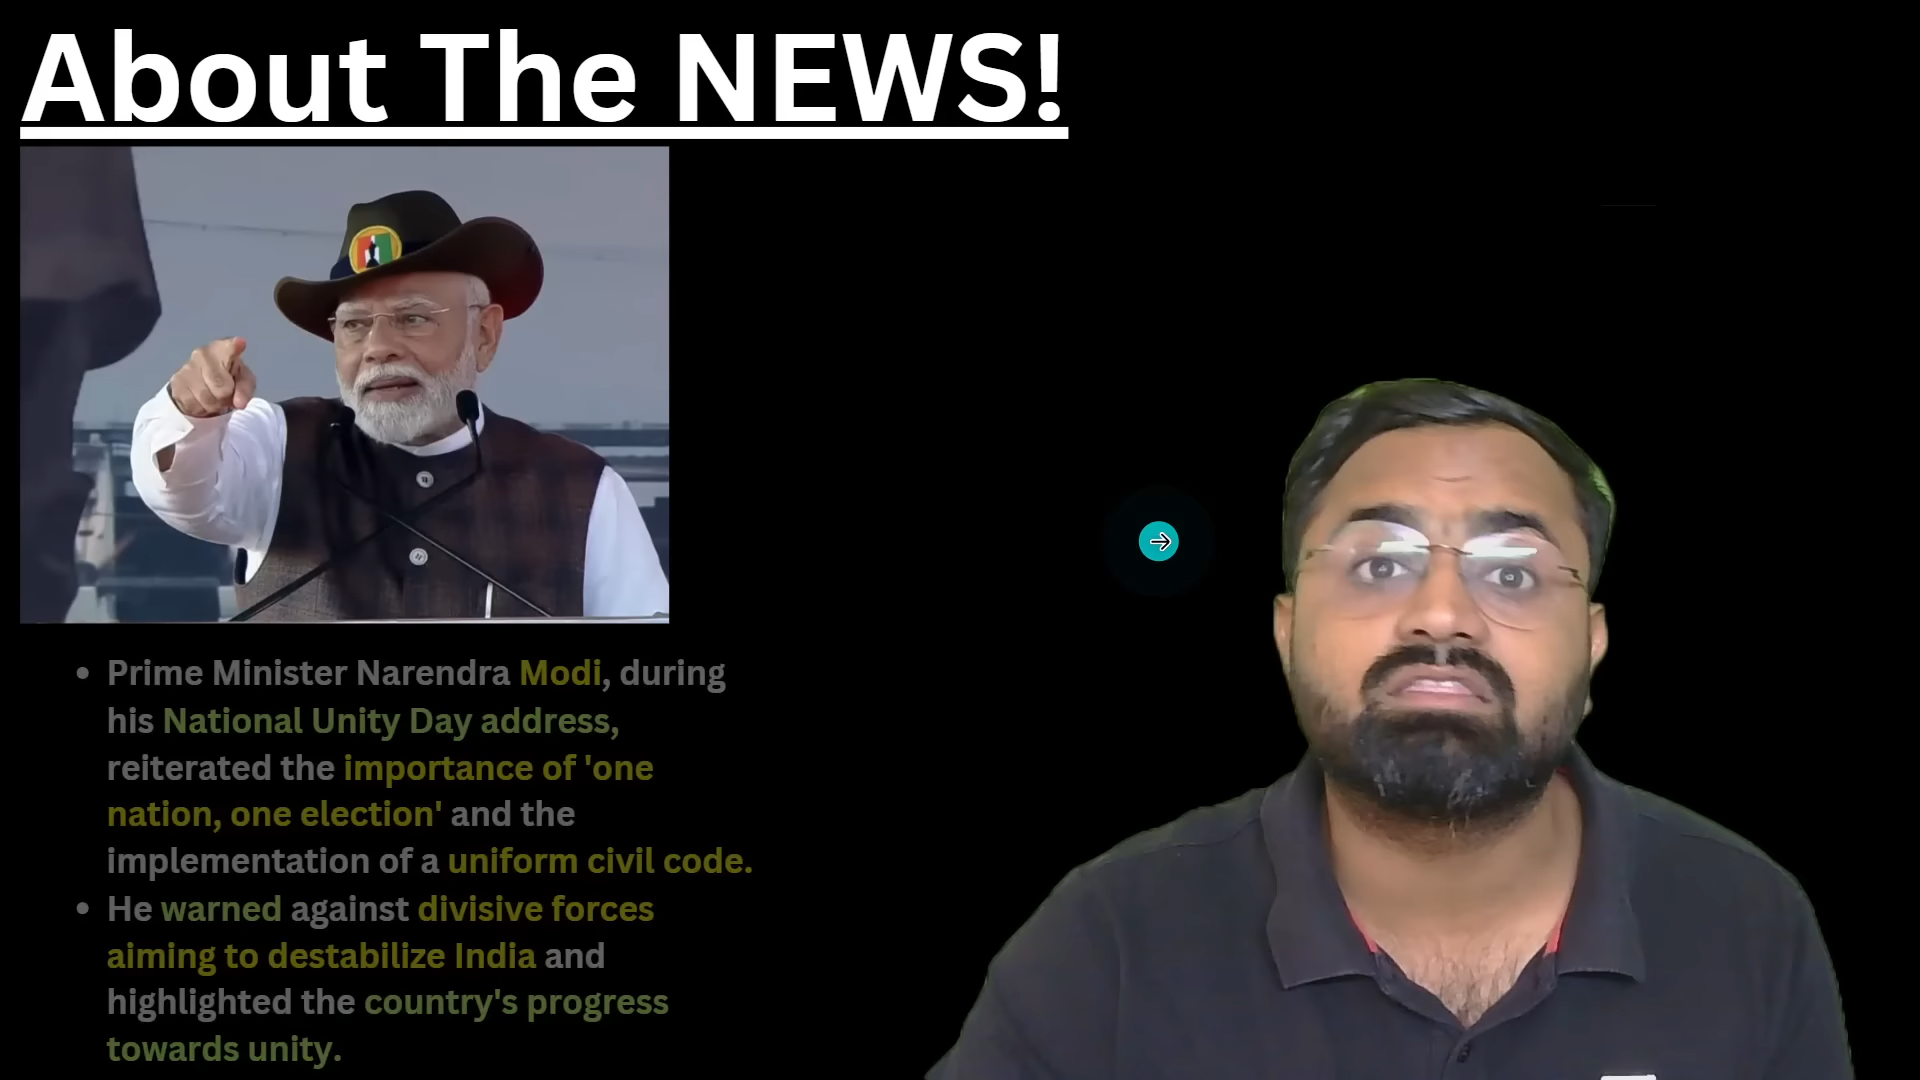 About The NEWS!
Prime Minister Narendra Modi, during
his National Unity Day address,
reiterated the importance of 'one
nation, one election' and the
implementation of a uniform civil code.
He warned against divisive forces
aiming to destabilize India and
highlighted the country's progress
towards unity.